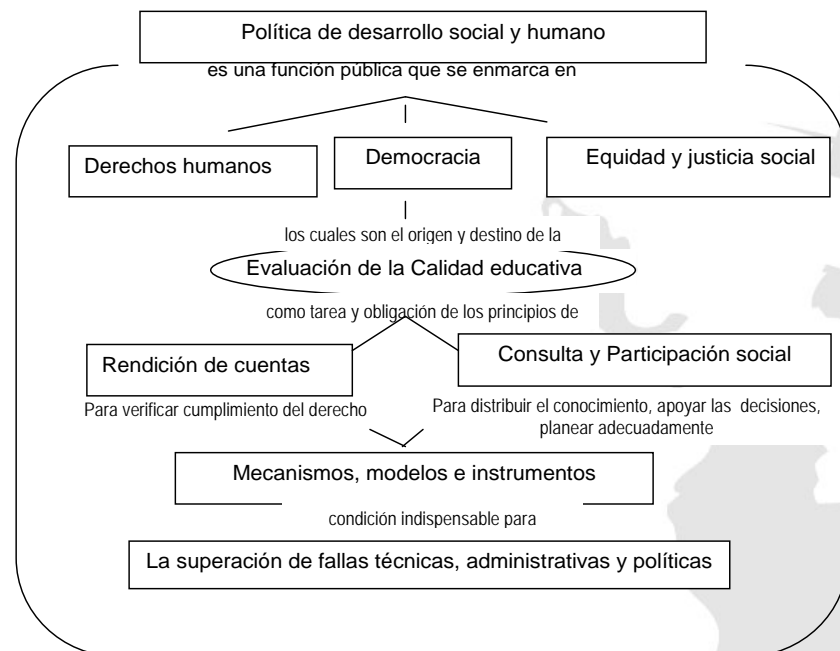 Política de desarrollo social y humano
es una función pública que se enmarca en
Derechos humanos
Democracia
Equidad y justicia social
los cuales son el origen y destino de la
Evaluación de la Calidad educativa
como tarea y obligación de los principios de
Rendición de cuentas
Consulta y Participación social
Para verificar cumplimiento del derecho
Para distribuir el conocimiento, apoyar las decisiones,
planear adecuadamente
Mecanismos, modelos e instrumentos
condición indispensable para
La superación de fallas técnicas, administrativas y políticas